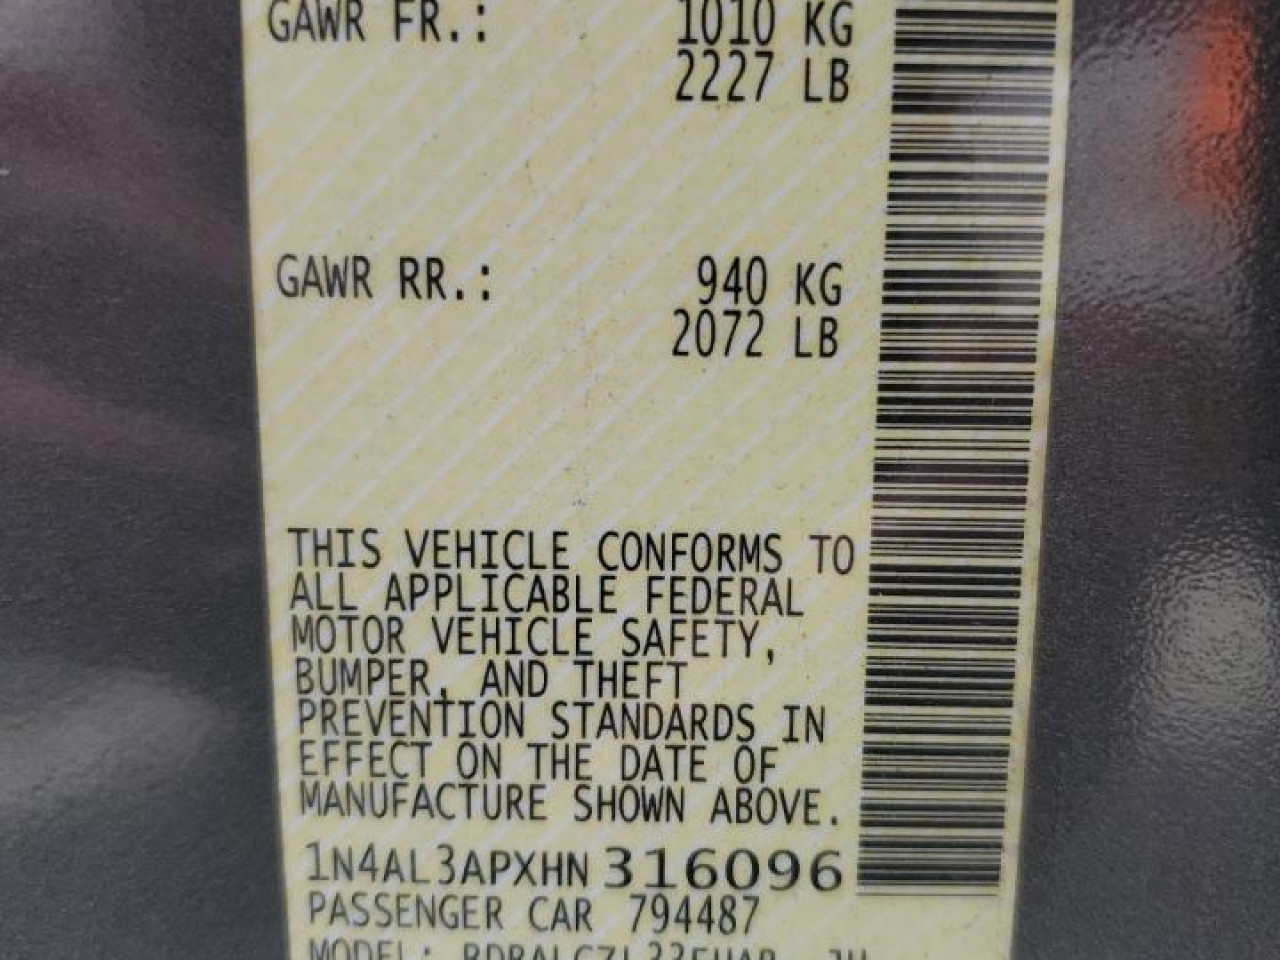 GAWR FR.: 1010 KG
2227 LB
GAWR RR.: 940 KG
2072 LB
THIS VEHICLE CONFORMS TO
ALL APPLICABLE FEDERAL
MOTOR VEHICLE SAFETY,
BUMPER, AND THEFT
PREVENTION STANDARDS IN
EFFECT ON THE DATE OF
MANUFACTURE SHOWN ABOVE.
1N4AL3APXHN316096
PASSENGER CAR 794487
MODEL: